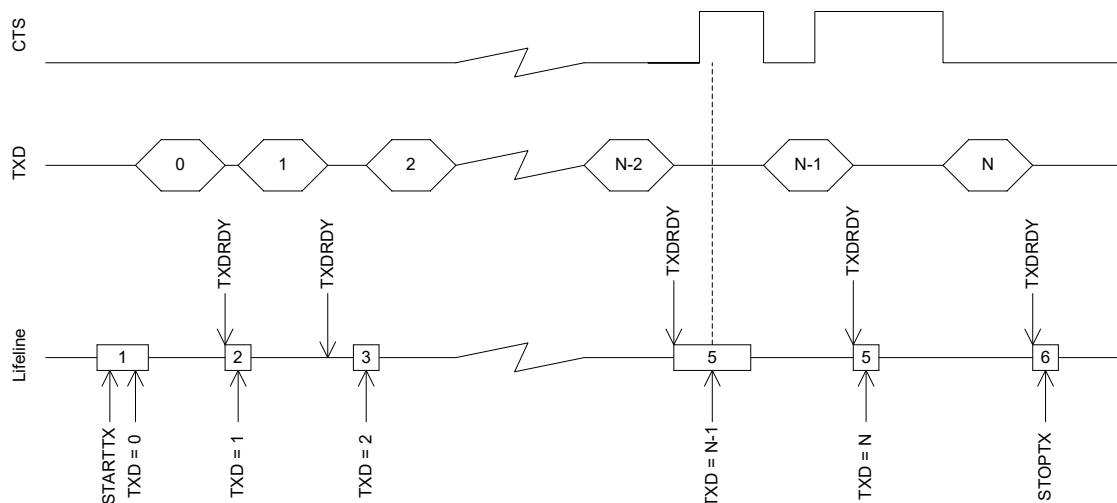 CTS
TXD
0
1
2
N-2
N-1
N
TXDRDY
TXDRDY
TXDRDY
TXDRDY
TXDRDY
Lifeline
1
2
3
5
5
6
STARTTX
TXD = 0
TXD = 1
TXD = 2
TXD = N-1
TXD = N
STOPTX